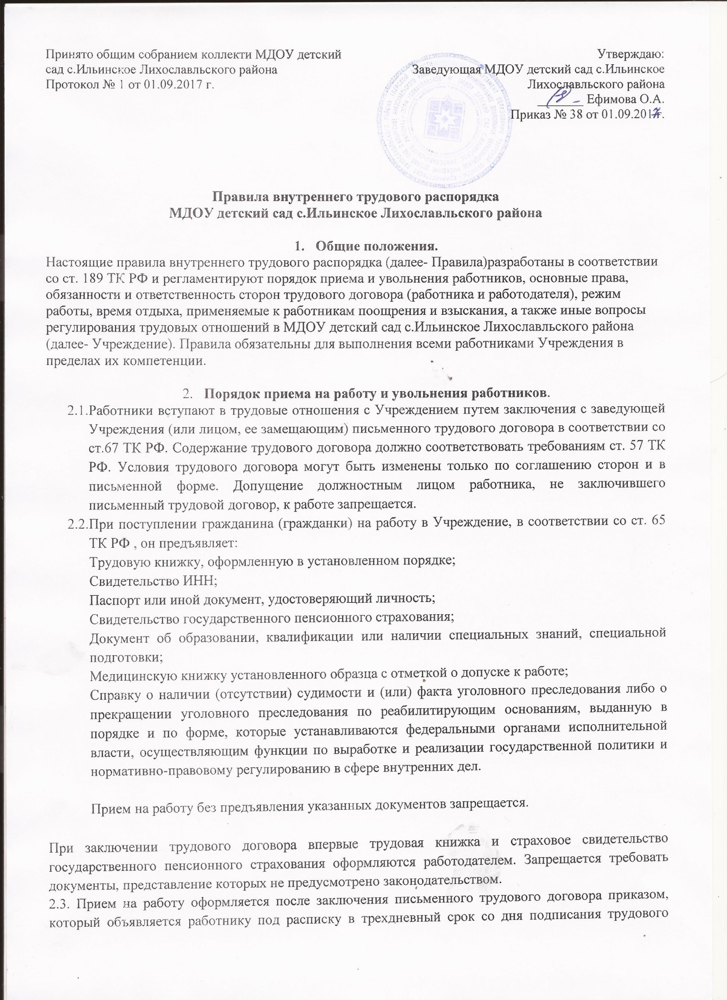 Принято общим собранием коллекти МДОУ детский
сад с.Ильинское Лихославльского района
Протокол № 1 от 01.09.2017 г.
Утверждаю:
Заведующая МДОУ детский сад с.Ильинское
Лихославльского района
________ Ефимова О.А.
Приказ № 38 от 01.09.2017г.
Правила внутреннего трудового распорядка
МДОУ детский сад с.Ильинское Лихославльского района
1. Общие положения.
Настоящие правила внутреннего трудового распорядка (далее- Правила)разработаны в соответствии
со ст. 189 ТК РФ и регламентируют порядок приема и увольнения работников, основные права,
обязанности и ответственность сторон трудового договора (работника и работодателя), режим
работы, время отдыха, применяемые к работникам поощрения и взыскания, а также иные вопросы
регулирования трудовых отношений в МДОУ детский сад с.Ильинское Лихославльского района
(далее- Учреждение). Правила обязательны для выполнения всеми работниками Учреждения в
пределах их компетенции.
2. Порядок приема на работу и увольнения работников.
2.1.Работники вступают в трудовые отношения с Учреждением путем заключения с заведующей
Учреждения (или лицом, ее замещающим) письменного трудового договора в соответствии со
ст.67 ТК РФ. Содержание трудового договора должно соответствовать требованиям ст. 57 ТК
РФ. Условия трудового договора могут быть изменены только по соглашению сторон и в
письменной форме. Допущение должностным лицом работника, не заключившего
письменный трудовой договор, к работе запрещается.
2.2.При поступлении гражданина (гражданки) на работу в Учреждение, в соответствии со ст. 65
ТК РФ , он предъявляет:
Трудовую книжку, оформленную в установленном порядке;
Свидетельство ИНН;
Паспорт или иной документ, удостоверяющий личность;
Свидетельство государственного пенсионного страхования;
Документ об образовании, квалификации или наличии специальных знаний, специальной
подготовки;
Медицинскую книжку установленного образца с отметкой о допуске к работе;
Справку о наличии (отсутствии) судимости и (или) факта уголовного преследования либо о
прекращении уголовного преследования по реабилитирующим основаниям, выданную в
порядке и по форме, которые устанавливаются федеральными органами исполнительной
власти, осуществляющим функции по выработке и реализации государственной политики и
нормативно-правовому регулированию в сфере внутренних дел.
Прием на работу без предъявления указанных документов запрещается.
При заключении трудового договора впервые трудовая книжка и страховое свидетельство
государственного пенсионного страхования оформляются работодателем. Запрещается требовать
документы, представление которых не предусмотрено законодательством.
2.3. Прием на работу оформляется после заключения письменного трудового договора приказом,
который объявляется работнику под расписку в трехдневный срок со дня подписания трудового